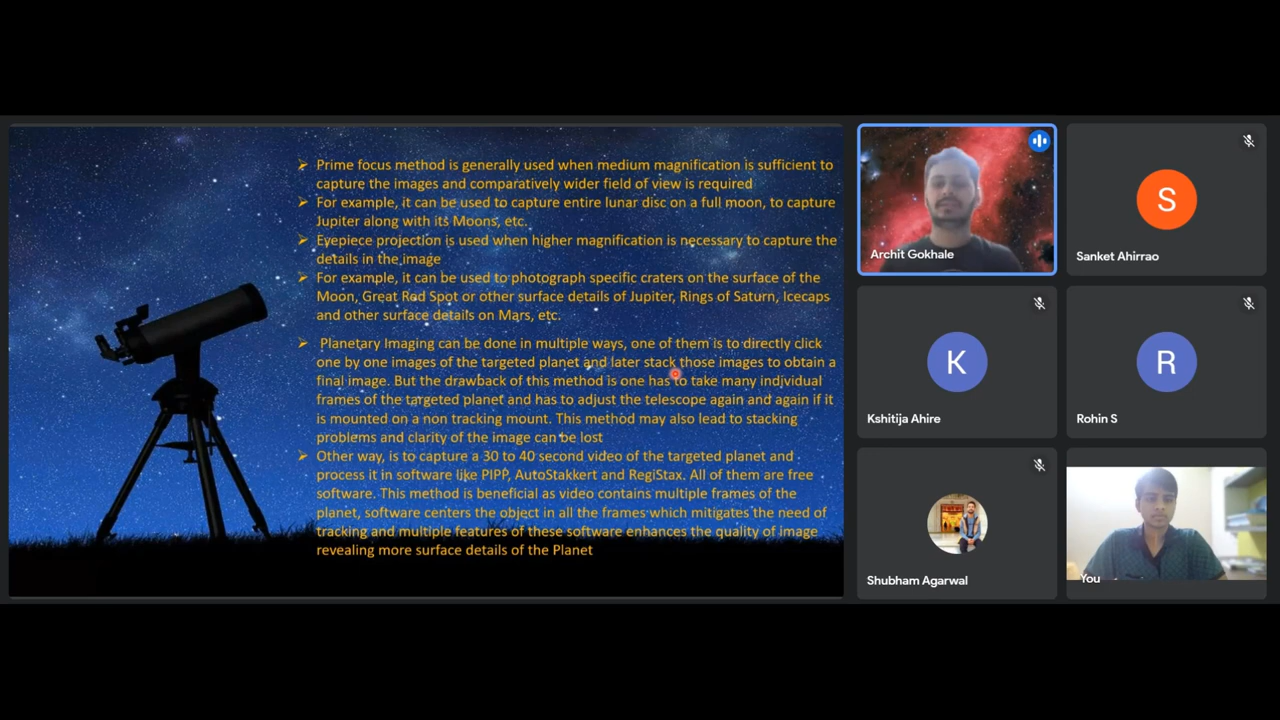 ➢ Prime focus method is generally used when medium magnification is sufficient to
capture the images and comparatively wider field of view is required
➢ For example, it can be used to capture entire lunar disc on a full moon, to capture
Jupiter along with its Moons, etc.
➢ Eyepiece projection is used when higher magnification is necessary to capture the
details in the image
➢ For example, it can be used to photograph specific craters on the surface of the
Moon, Great Red Spot or other surface details of Jupiter, Rings of Saturn, Icecaps
and other surface details on Mars, etc.
➢ Planetary Imaging can be done in multiple ways, one of them is to directly click
one by one images of the targeted planet and later stack those images to obtain a
final image. But the drawback of this method is one has to take many individual
frames of the targeted planet and has to adjust the telescope again and again if it
is mounted on a non tracking mount. This method may also lead to stacking
problems and clarity of the image can be lost
➢ Other way, is to capture a 30 to 40 second video of the targeted planet and
process it in software like PIPP, AutoStakkert and RegiStax. All of them are free
software. This method is beneficial as video contains multiple frames of the
planet, software centers the object in all the frames which mitigates the need of
tracking and multiple features of these software enhances the quality of image
revealing more surface details of the Planet
Archit Gokhale
S
Sanket Ahirrao
K
Kshitija Ahire
R
Rohin S
Shubham Agarwal
You